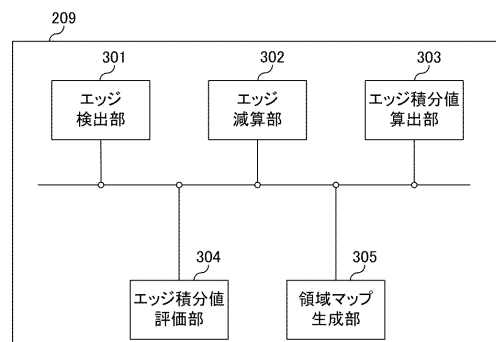 209
301
302
303
エッジ
検出部
エッジ
減算部
エッジ積分値
算出部
304
305
エッジ積分値
評価部
領域マップ
生成部